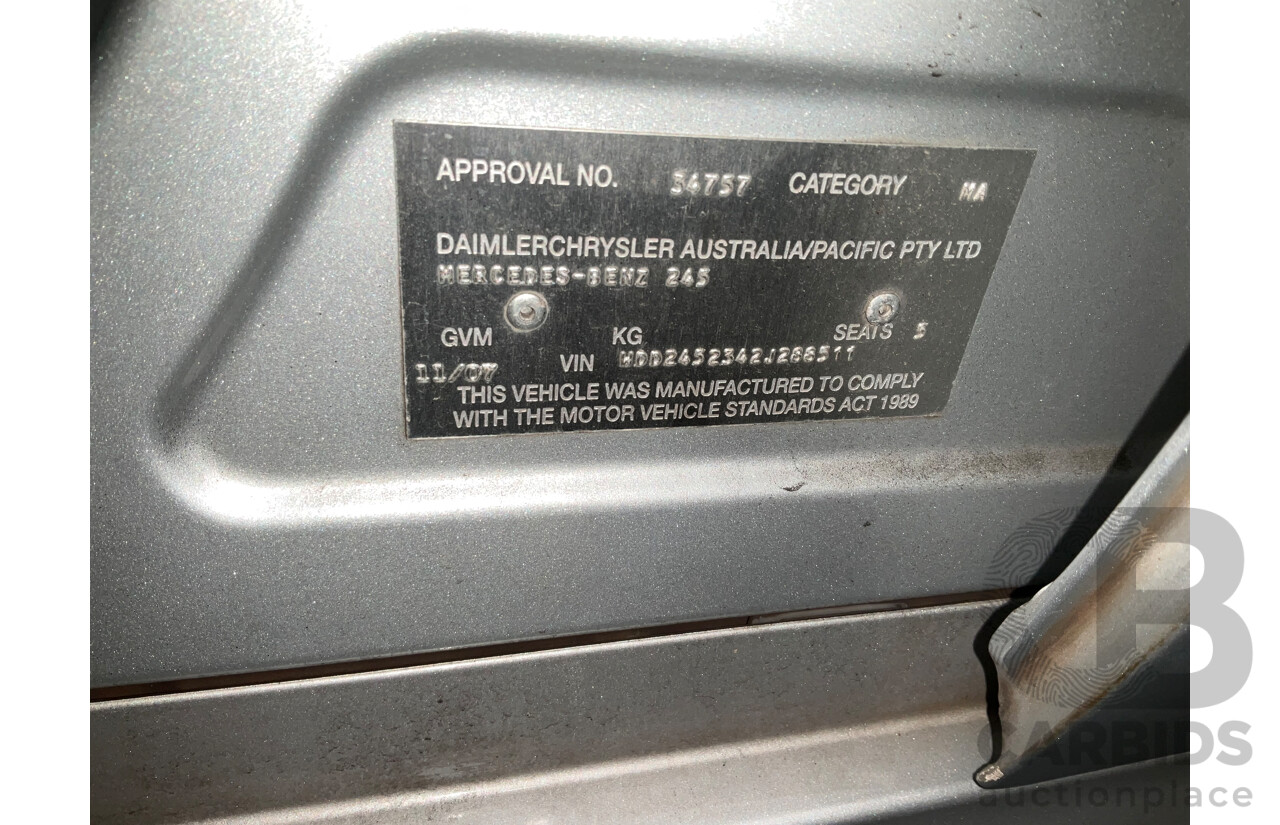 APPROVAL NO. 34757 CATEGORY MA
DAIMLERCHRYSLER AUSTRALIA/PACIFIC PTY LTD
MERCEDES-BENZ 245
GVM KG SEATS 5
11/07 VIN WDD2452342J288511
THIS VEHICLE WAS MANUFACTURED TO COMPLY
WITH THE MOTOR VEHICLE STANDARDS ACT 1989
B
CARBIDS
auctionplace